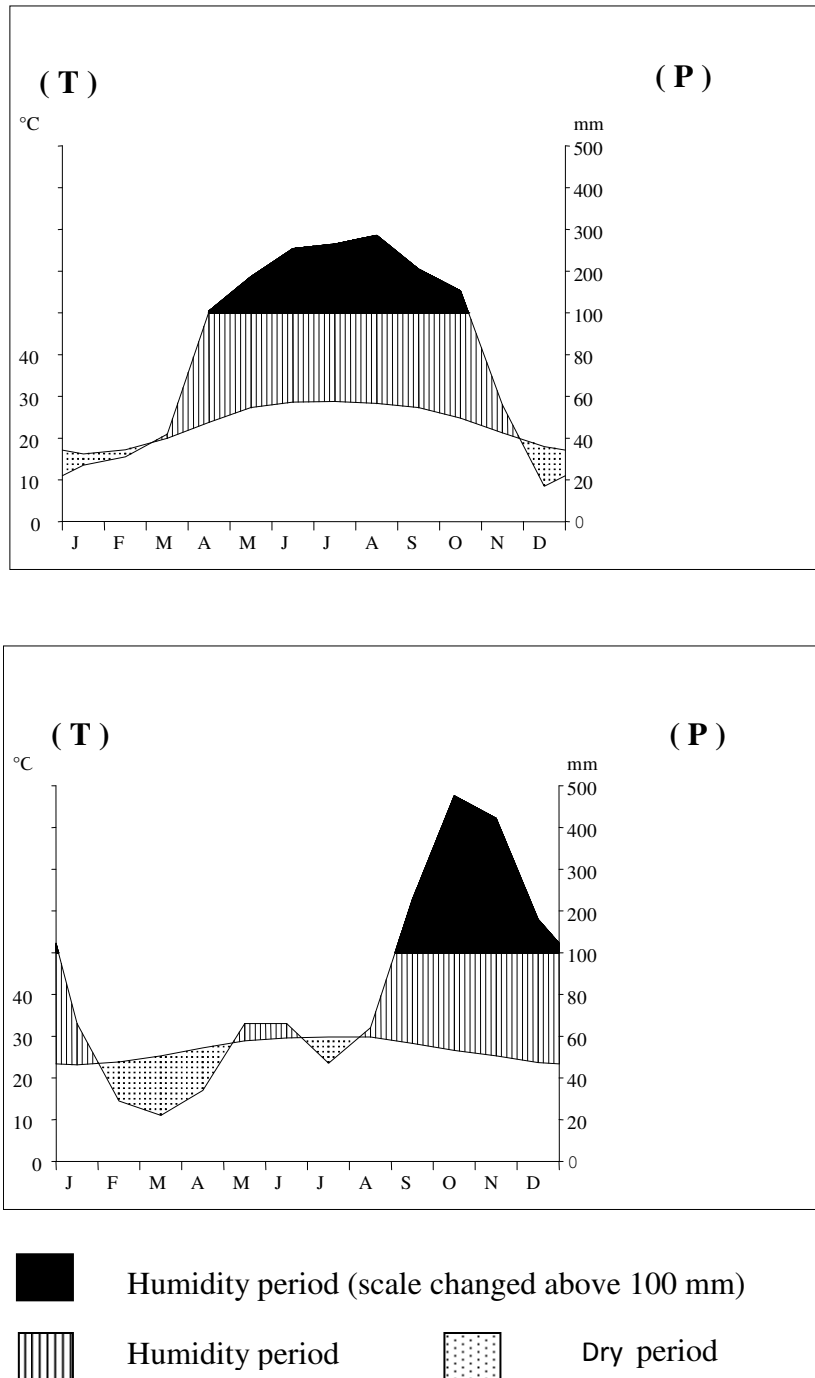 ( T ) ( P )
°C mm
500
400
300
200
100
40 80
30 60
20 40
10 20
0 0
J F M A M J J A S O N D
( T ) ( P )
°C mm
500
400
300
200
100
40 80
30 60
20 40
10 20
0 0
J F M A M J J A S O N D
Humidity period (scale changed above 100 mm)
Humidity period Dry period